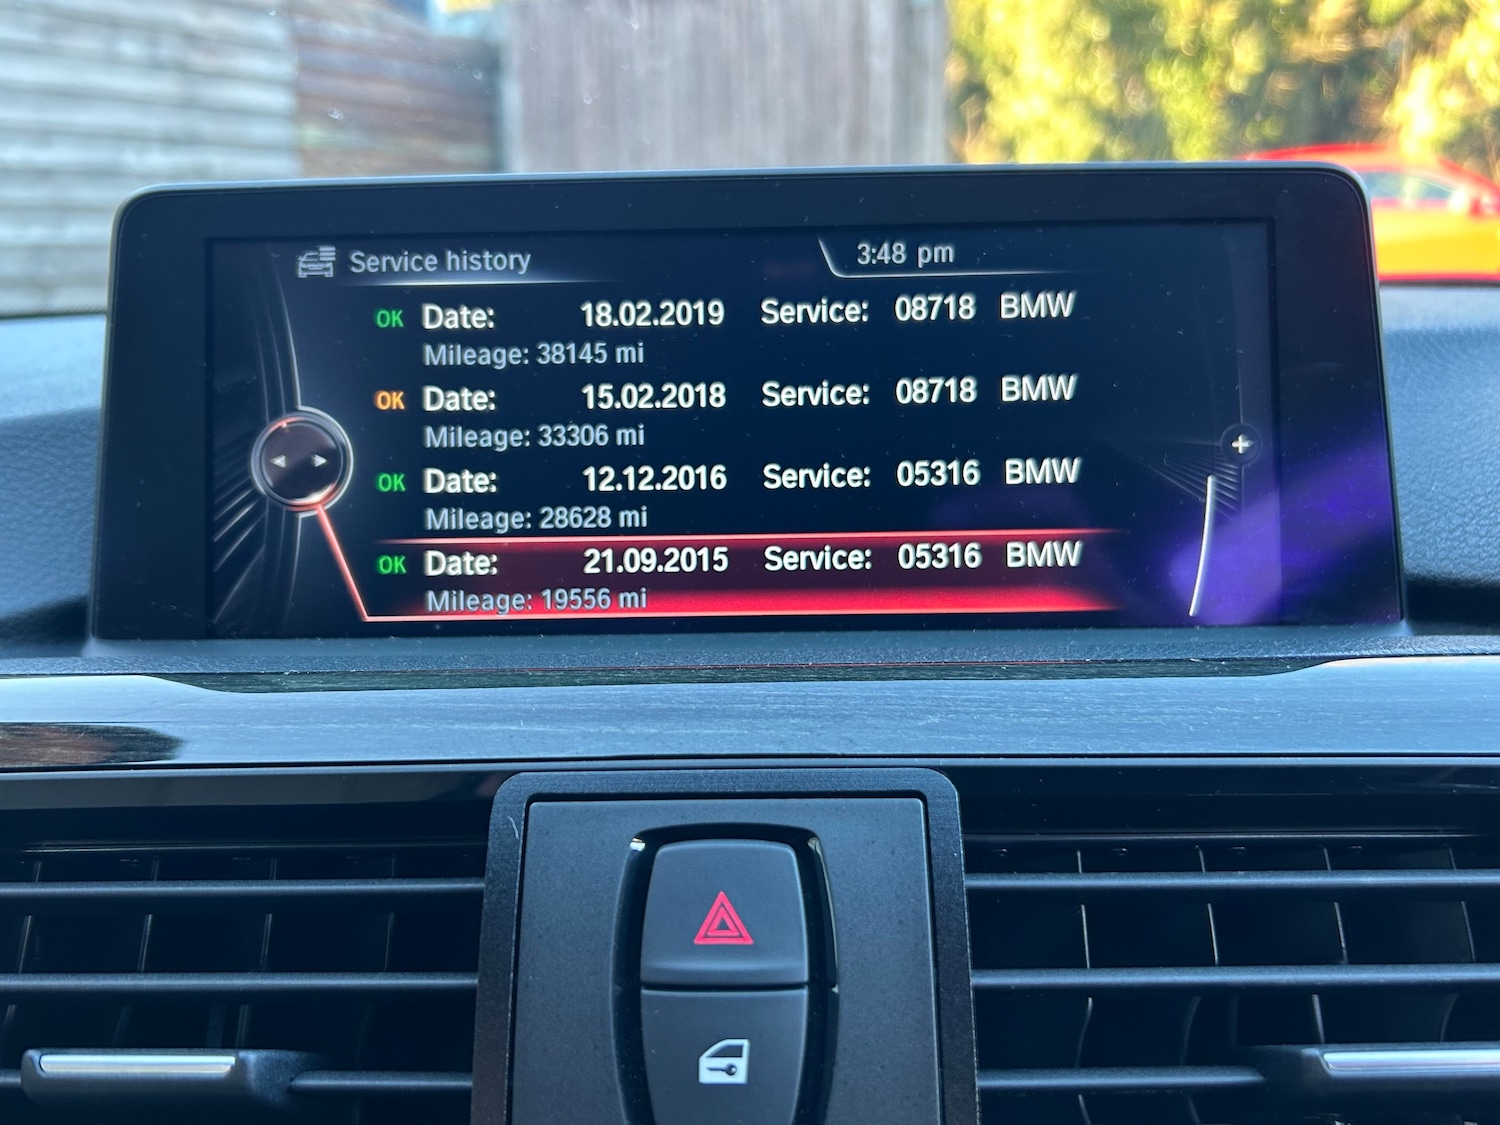 Service history 3:48 pm
OK Date: 18.02.2019 Service: 08718 BMW
Mileage: 38145 mi
OK Date: 15.02.2018 Service: 08718 BMW
Mileage: 33306 mi
OK Date: 12.12.2016 Service: 05316 BMW
Mileage: 28628 mi
OK Date: 21.09.2015 Service: 05316 BMW
Mileage: 19556 mi